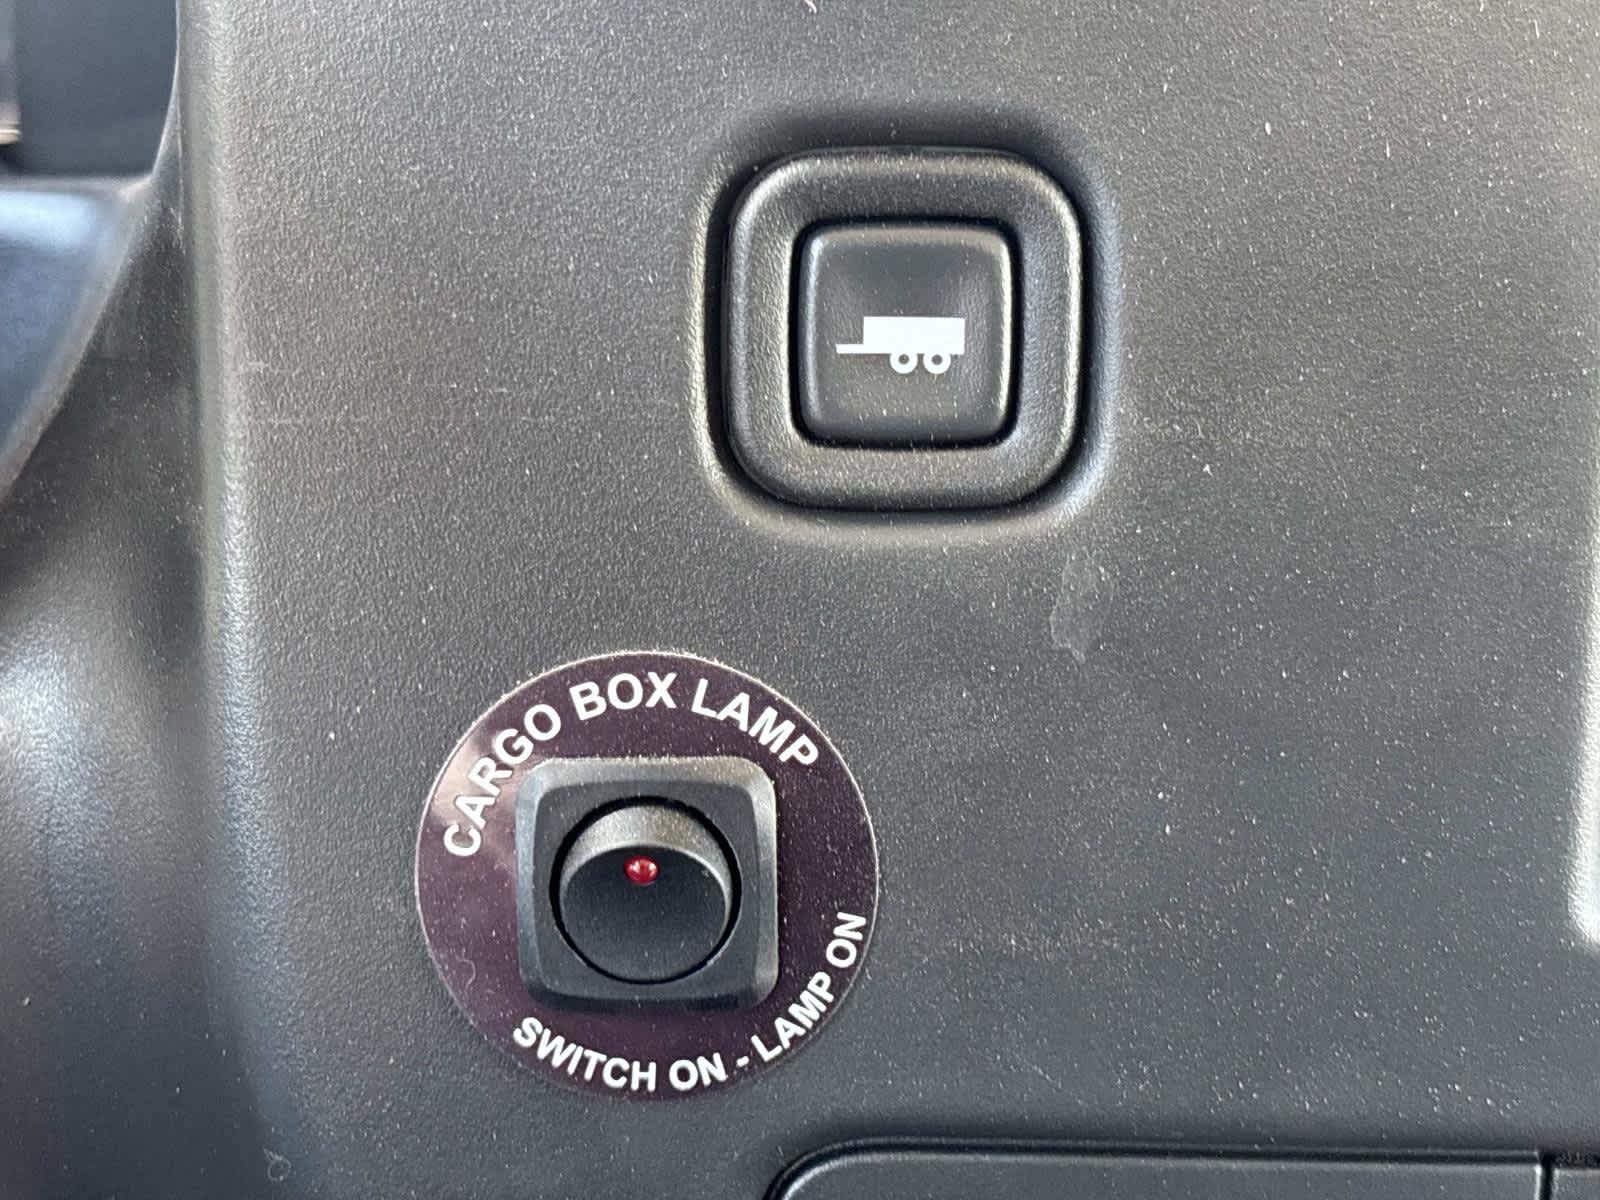 CARGO BOX LAMP
SWITCH ON - LAMP ON